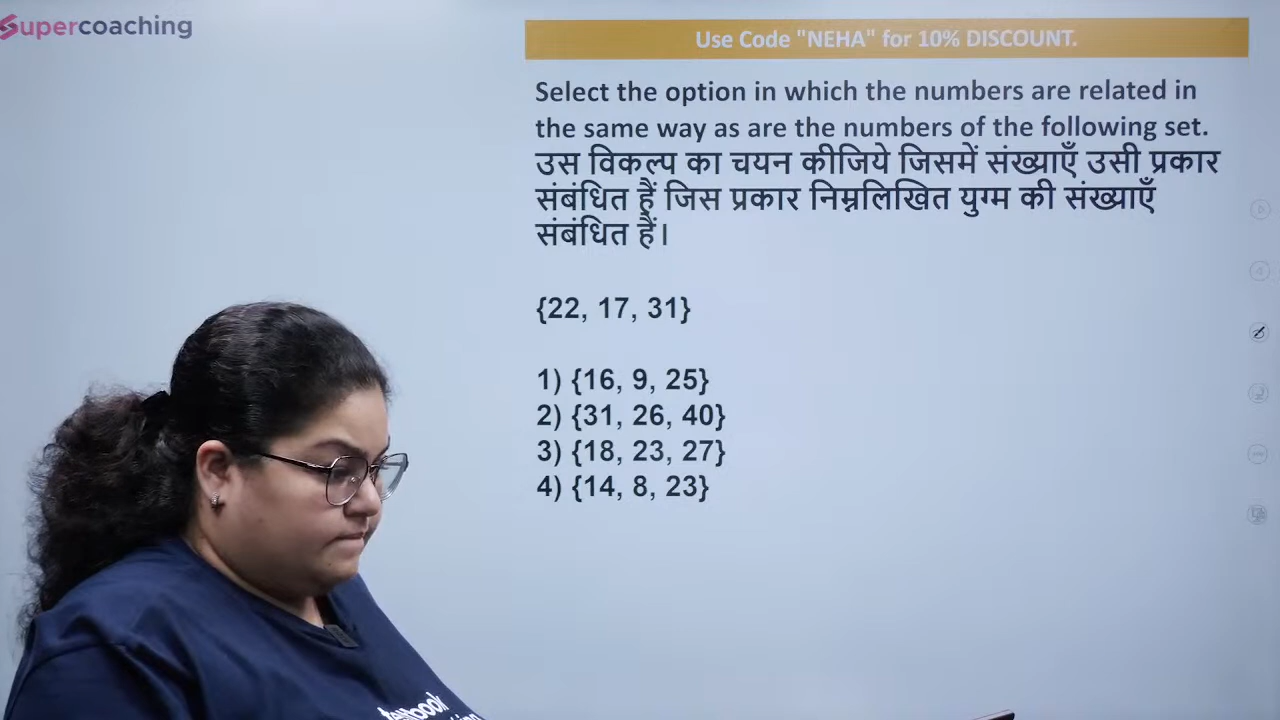 Supercoaching
Use Code "NEHA" for 10% DISCOUNT.
Select the option in which the numbers are related in
the same way as are the numbers of the following set.
उस विकल्प का चयन कीजिये जिसमें संख्याएँ उसी प्रकार
संबंधित हैं जिस प्रकार निम्नलिखित युग्म की संख्याएँ
संबंधित हैं।
{22, 17, 31}
1) {16, 9, 25}
2) {31, 26, 40}
3) {18, 23, 27}
4) {14, 8, 23}